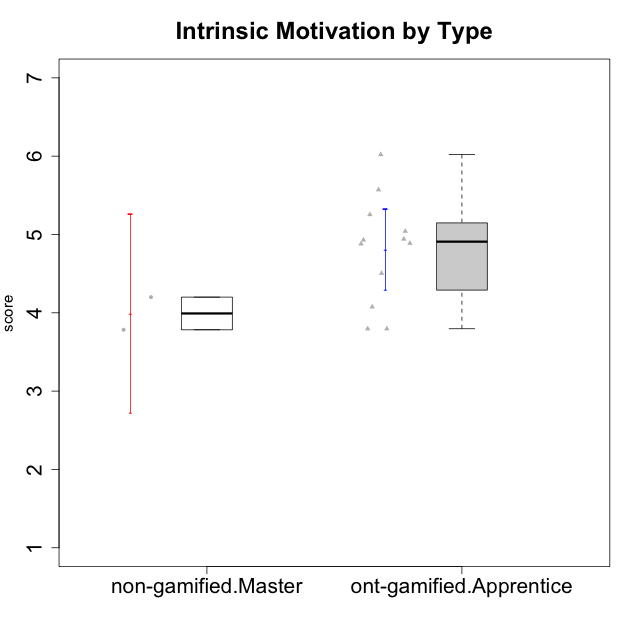 Intrinsic Motivation by Type
7
6
5
4
3
2
1
score
non-gamified.Master
ont-gamified.Apprentice